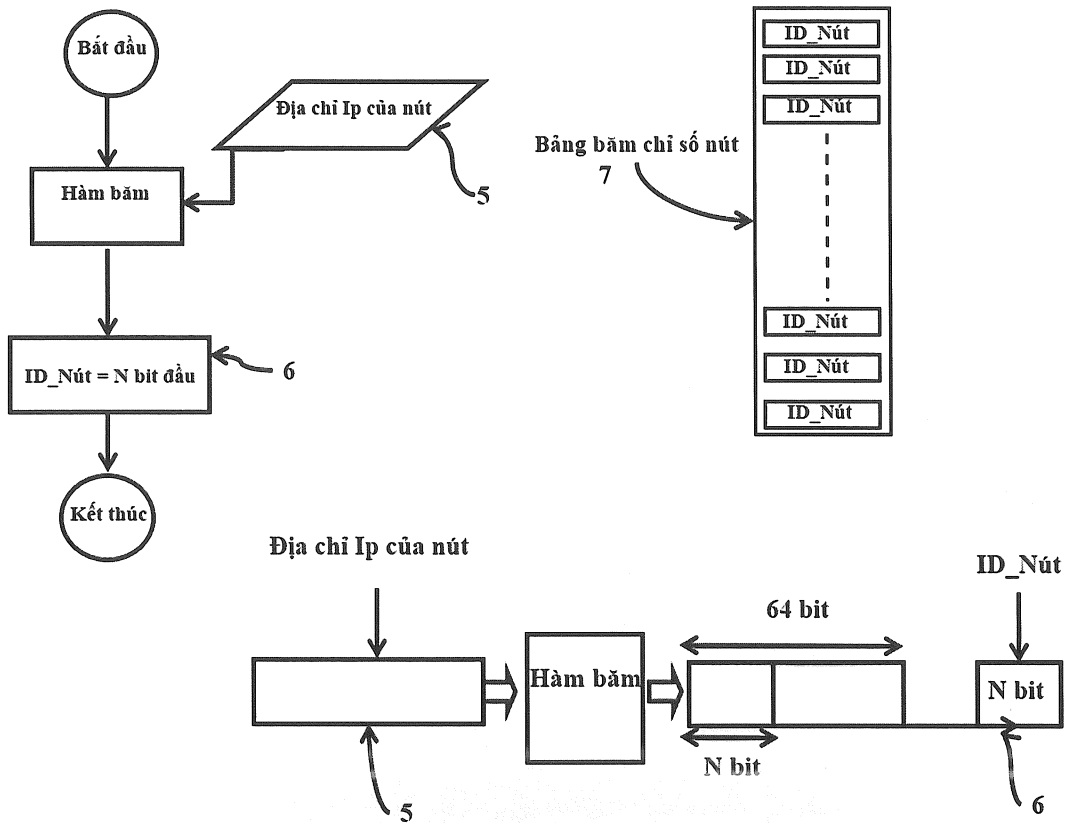 Bắt đầu
Địa chỉ Ip của nút
5
Hàm băm
ID_Nút = N bit đầu
6
Kết thúc
ID_Nút
ID_Nút
ID_Nút
Bảng băm chỉ số nút
7
ID_Nút
ID_Nút
ID_Nút
Địa chỉ Ip của nút
5
Hàm băm
64 bit
N bit
ID_Nút
N bit
6